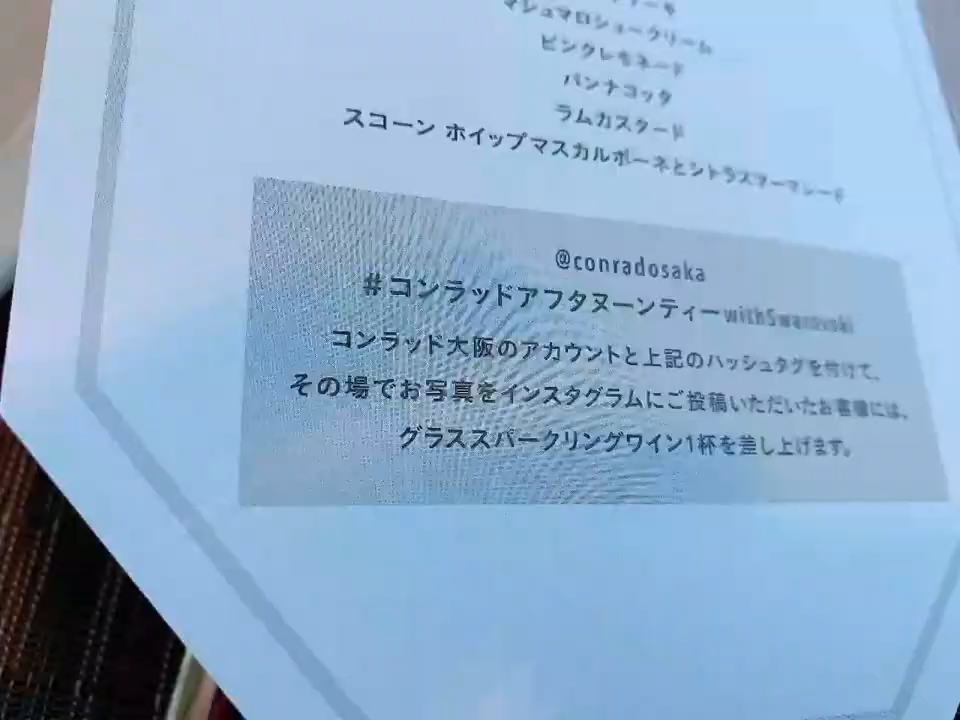 マシュマロシュークリーム
ピンクレモネード
パンナコッタ
ラムカスタード
スコーン ホイップマスカルポーネとシトラスマーマレード
@conradosaka
#コンラッドアフタヌーンティーwithSwarovski
コンラッド大阪のアカウントと上記のハッシュタグを付けて、
その場でお写真をインスタグラムにご投稿いただいたお客様には、
グラススパークリングワイン1杯を差し上げます。